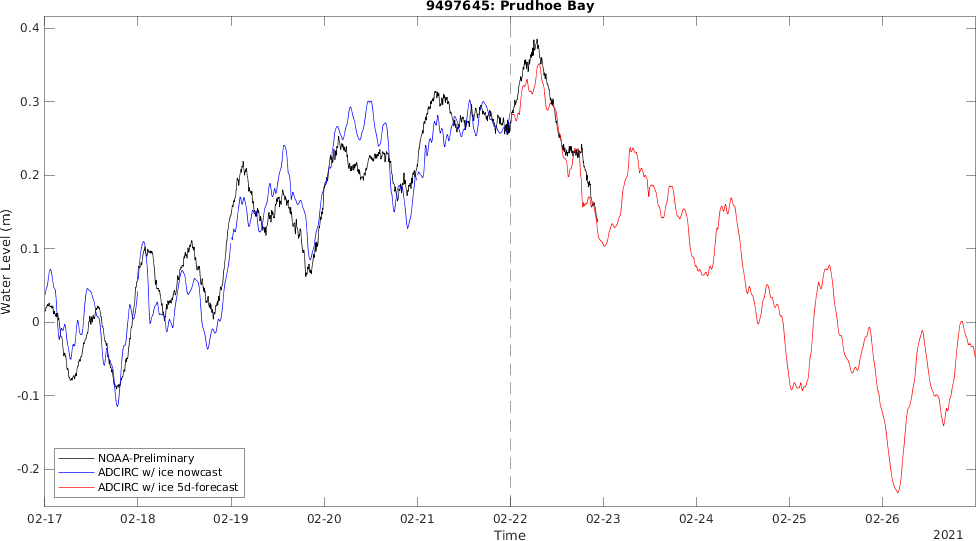 9497645: Prudhoe Bay
0.4
0.3
0.2
0.1
0
-0.1
-0.2
Water Level (m)
NOAA-Preliminary
ADCIRC w/ ice nowcast
ADCIRC w/ ice 5d-forecast
02-17 02-18 02-19 02-20 02-21 02-22 02-23 02-24 02-25 02-26
Time
2021